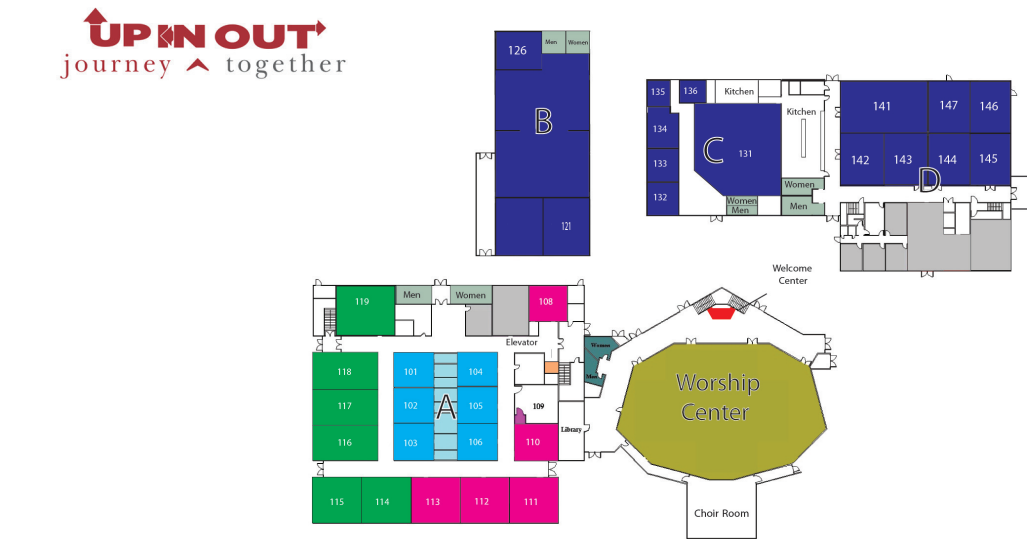 UP IN OUT
journey together
126
Men
Women
B
121
135
136
Kitchen
Kitchen
134
133
132
C
131
Women
Men
Women
Men
141
147
146
142
143
144
145
D
Welcome
Center
119
Men
Women
108
Elevator
Women
Men
118
101
104
117
102
A
105
109
116
103
106
110
Library
Worship
Center
115
114
113
112
111
Choir Room